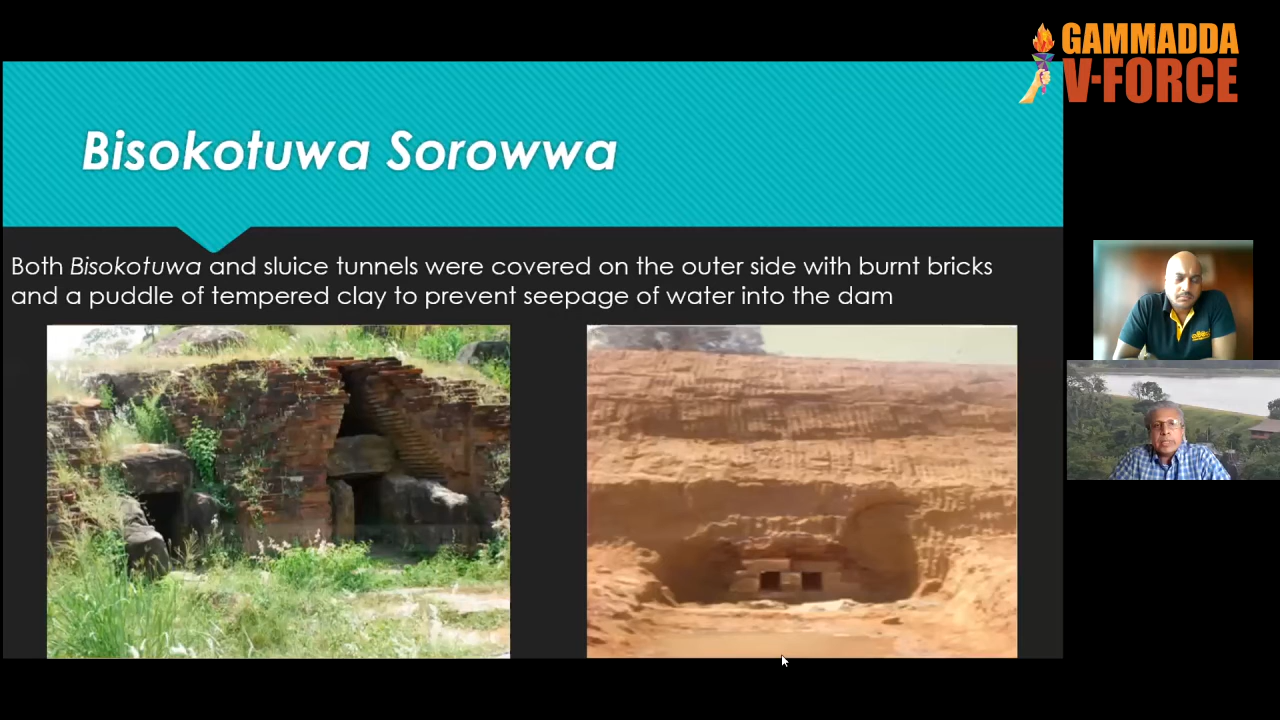 GAMMADDA
V-FORCE
Bisokotuwa Sorowwa
Both Bisokotuwa and sluice tunnels were covered on the outer side with burnt bricks
and a puddle of tempered clay to prevent seepage of water into the dam